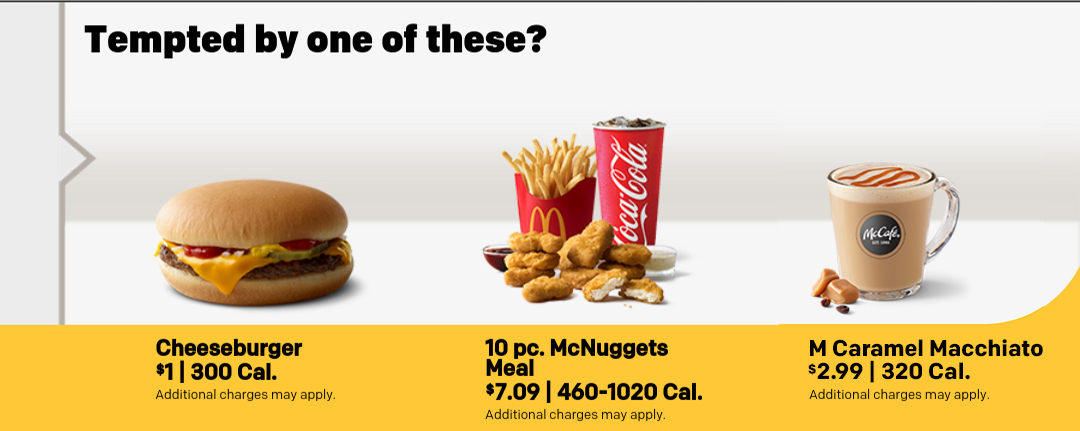 Tempted by one of these?
Coca-Cola
McCafé
EST. 1993
Cheeseburger
$1 | 300 Cal.
Additional charges may apply.
10 pc. McNuggets
Meal
$7.09 | 460-1020 Cal.
Additional charges may apply.
M Caramel Macchiato
$2.99 | 320 Cal.
Additional charges may apply.